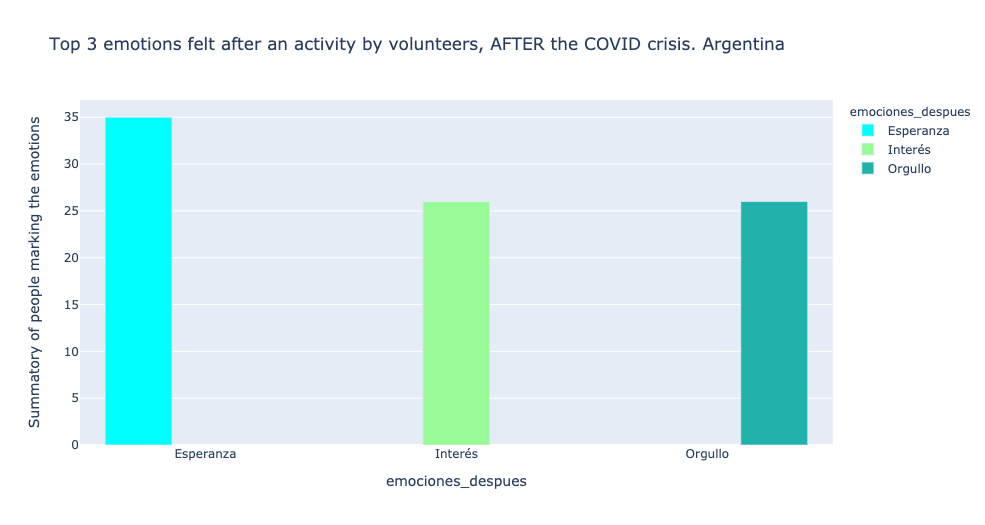 Top 3 emotions felt after an activity by volunteers, AFTER the COVID crisis. Argentina
Summatory of people marking the emotions
35
30
25
20
15
10
5
0
Esperanza
Interés
Orgullo
emociones_despues
emociones_despues
Esperanza
Interés
Orgullo